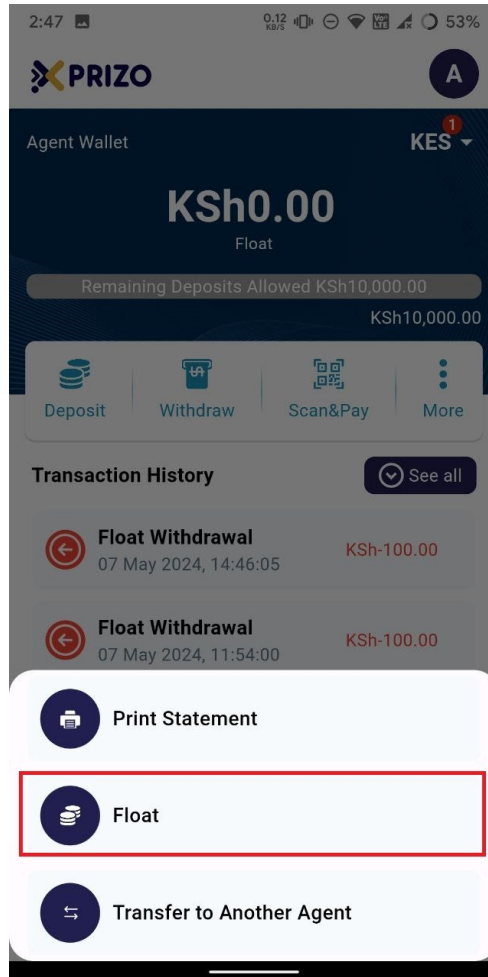 2:47
0.12 KB/S
Vo LTE
53%
XPRIZO
A
Agent Wallet
1
KES
KSh0.00
Float
Remaining Deposits Allowed KSh10,000.00
KSh10,000.00
Deposit
Withdraw
Scan&Pay
More
Transaction History
See all
Float Withdrawal
07 May 2024, 14:46:05
KSh-100.00
Float Withdrawal
07 May 2024, 11:54:00
KSh-100.00
Print Statement
Float
Transfer to Another Agent